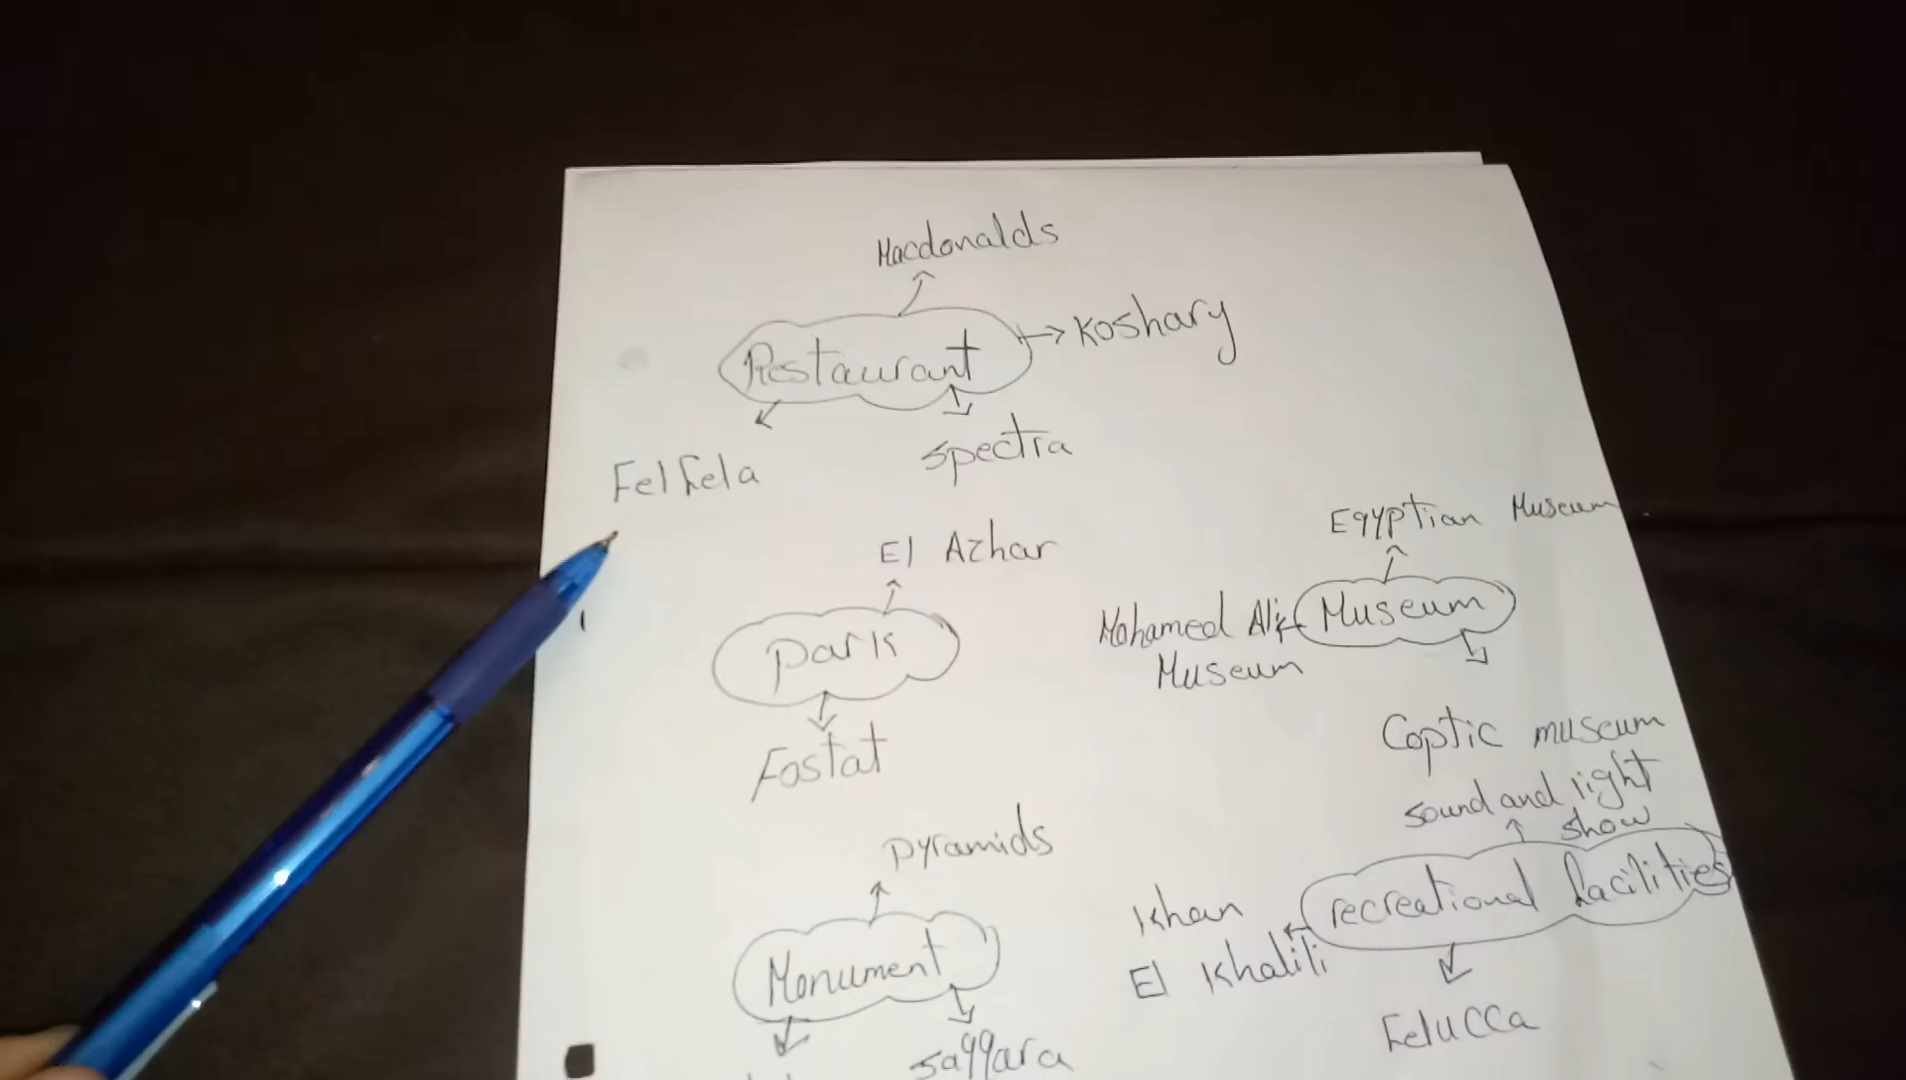 Macdonalds
Restaurant
Koshary
Spectra
Felfela
El Azhar
Park
Fostat
Egyptian Museum
Museum
Mohamed Ali
Museum
Coptic museum
Pyramids
Monument
Saqqara
sound and light
show
recreational facilities
Khan
El Khalili
Felucca